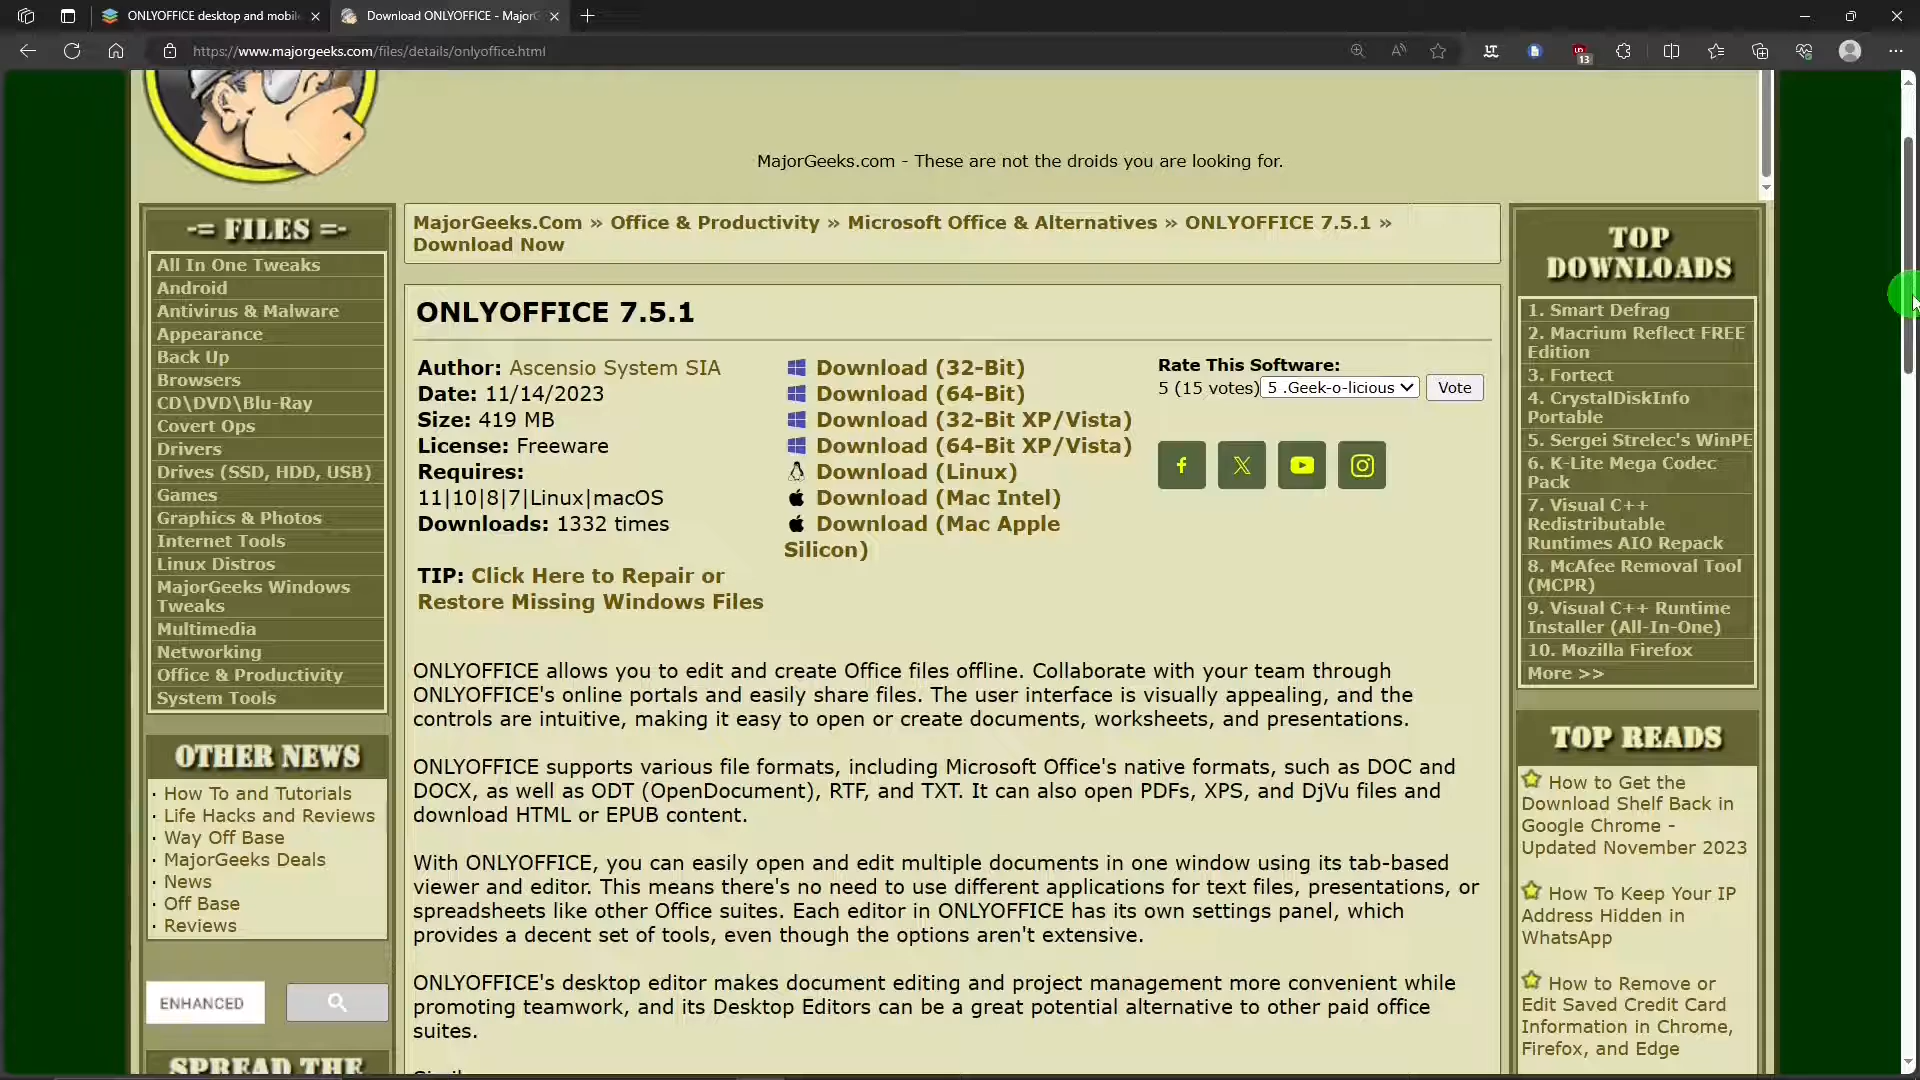 ONLYOFFICE desktop and mobil
Download ONLYOFFICE - MajorG
https://www.majorgeeks.com/files/details/onlyoffice.html
13
MajorGeeks.com - These are not the droids you are looking for.
-= FILES =-
All In One Tweaks
Android
Antivirus & Malware
Appearance
Back Up
Browsers
CD\DVD\Blu-Ray
Covert Ops
Drivers
Drives (SSD, HDD, USB)
Games
Graphics & Photos
Internet Tools
Linux Distros
MajorGeeks Windows
Tweaks
Multimedia
Networking
Office & Productivity
System Tools
OTHER NEWS
· How To and Tutorials
· Life Hacks and Reviews
· Way Off Base
· MajorGeeks Deals
· News
· Off Base
· Reviews
ENHANCED
SPREAD THE
MajorGeeks.Com » Office & Productivity » Microsoft Office & Alternatives » ONLYOFFICE 7.5.1 »
Download Now
ONLYOFFICE 7.5.1
Author: Ascensio System SIA
Date: 11/14/2023
Size: 419 MB
License: Freeware
Requires:
11|10|8|7|Linux|macOS
Downloads: 1332 times
TIP: Click Here to Repair or
Restore Missing Windows Files
Download (32-Bit)
Download (64-Bit)
Download (32-Bit XP/Vista)
Download (64-Bit XP/Vista)
Download (Linux)
Download (Mac Intel)
Download (Mac Apple
Silicon)
Rate This Software:
5 (15 votes) 5 .Geek-o-licious Vote
ONLYOFFICE allows you to edit and create Office files offline. Collaborate with your team through
ONLYOFFICE's online portals and easily share files. The user interface is visually appealing, and the
controls are intuitive, making it easy to open or create documents, worksheets, and presentations.
ONLYOFFICE supports various file formats, including Microsoft Office's native formats, such as DOC and
DOCX, as well as ODT (OpenDocument), RTF, and TXT. It can also open PDFs, XPS, and DjVu files and
download HTML or EPUB content.
With ONLYOFFICE, you can easily open and edit multiple documents in one window using its tab-based
viewer and editor. This means there's no need to use different applications for text files, presentations, or
spreadsheets like other Office suites. Each editor in ONLYOFFICE has its own settings panel, which
provides a decent set of tools, even though the options aren't extensive.
ONLYOFFICE's desktop editor makes document editing and project management more convenient while
promoting teamwork, and its Desktop Editors can be a great potential alternative to other paid office
suites.
TOP
DOWNLOADS
1. Smart Defrag
2. Macrium Reflect FREE
Edition
3. Fortect
4. CrystalDiskInfo
Portable
5. Sergei Strelec's WinPE
6. K-Lite Mega Codec
Pack
7. Visual C++
Redistributable
Runtimes AIO Repack
8. McAfee Removal Tool
(MCPR)
9. Visual C++ Runtime
Installer (All-In-One)
10. Mozilla Firefox
More >>
TOP READS
How to Get the
Download Shelf Back in
Google Chrome -
Updated November 2023
How To Keep Your IP
Address Hidden in
WhatsApp
How to Remove or
Edit Saved Credit Card
Information in Chrome,
Firefox, and Edge